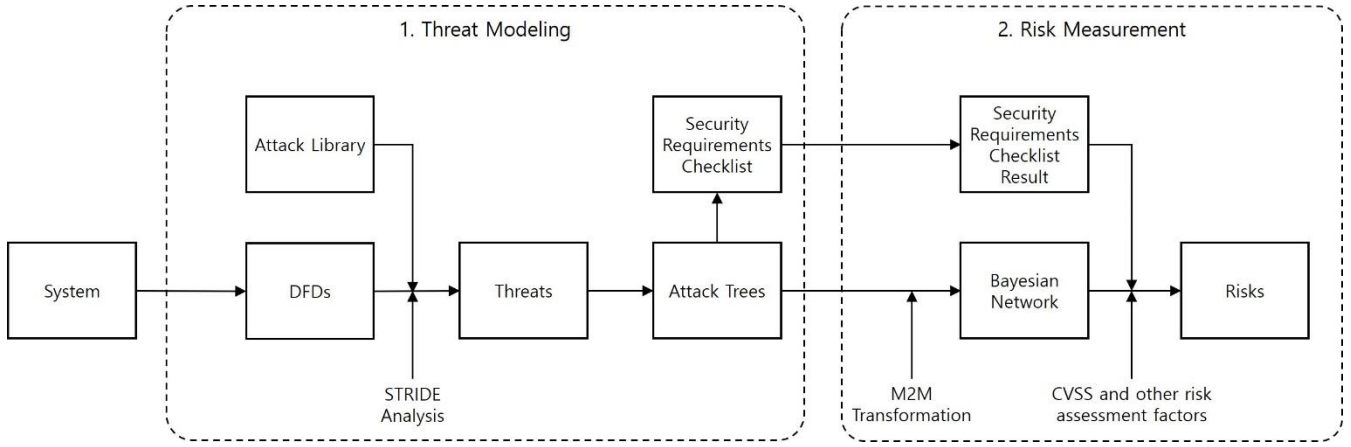 1. Threat Modeling
2. Risk Measurement
Attack Library
Security
Requirements
Checklist
Security
Requirements
Checklist
Result
System
DFDs
Threats
Attack Trees
Bayesian
Network
Risks
STRIDE
Analysis
M2M
Transformation
CVSS and other risk
assessment factors